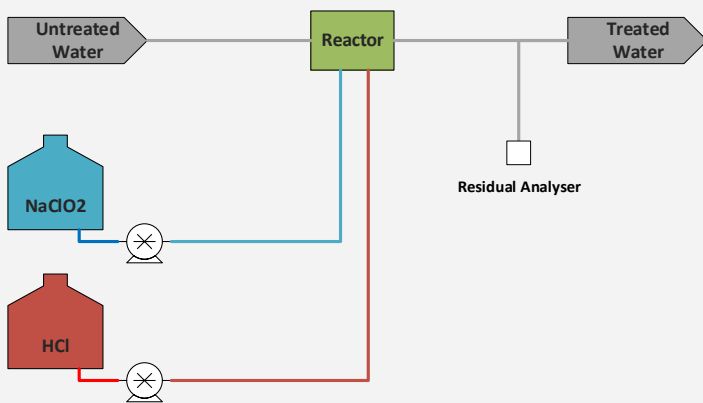 Untreated
Water
Reactor
Treated
Water
Residual Analyser
NaClO2
HCl